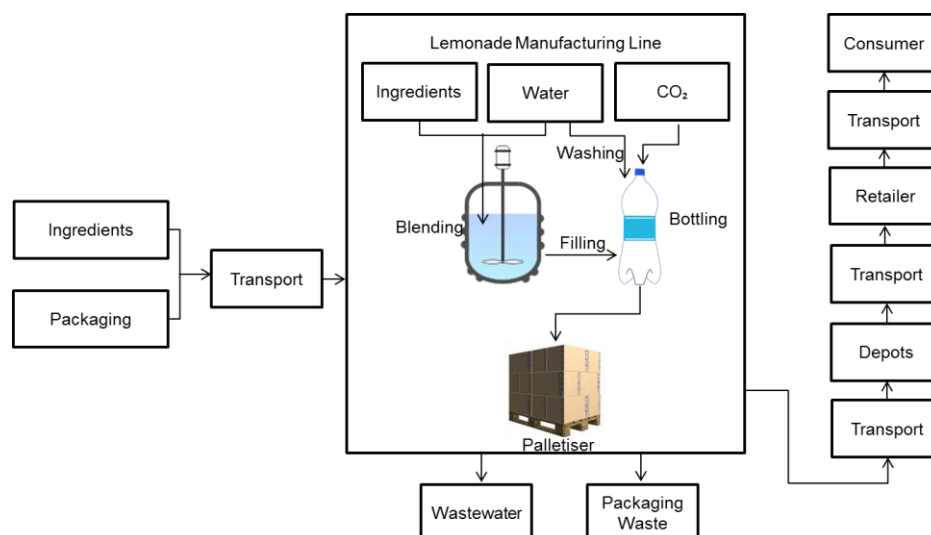 Lemonade Manufacturing Line
Ingredients
Water
CO₂
Washing
Blending
Filling
Bottling
Palletiser
Ingredients
Packaging
Transport
Wastewater
Packaging
Waste
Consumer
Transport
Retailer
Transport
Depots
Transport